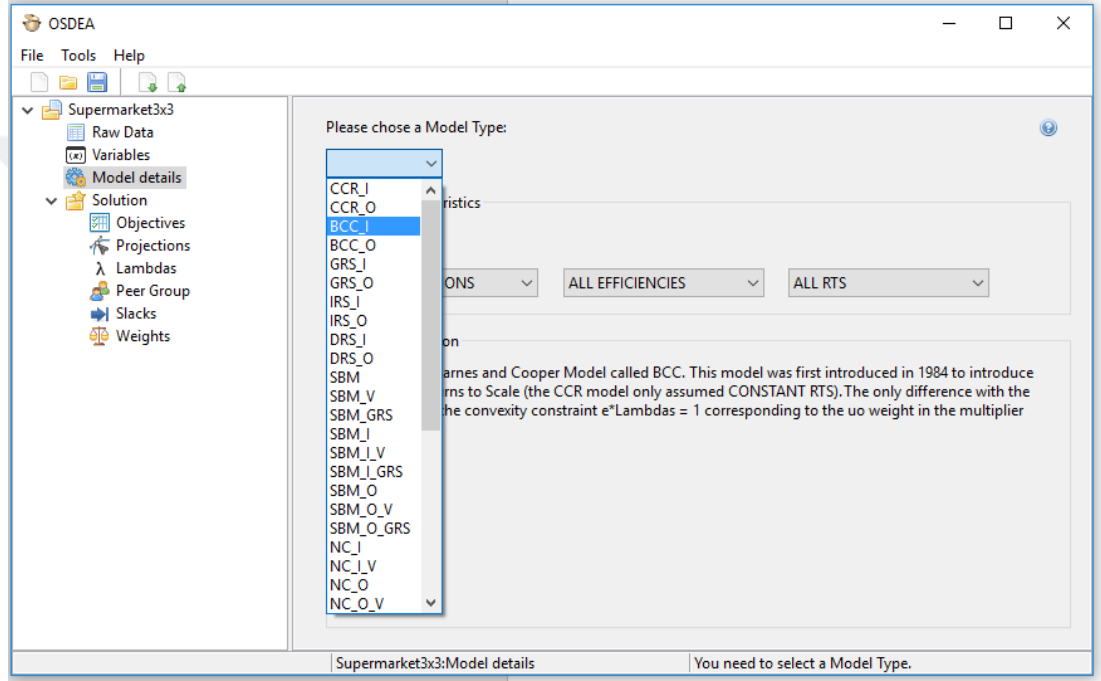 OSDEA
File Tools Help
Supermarket3x3
Raw Data
(x) Variables
Model details
Solution
Objectives
Projections
λ Lambdas
Peer Group
Slacks
Weights
Please chose a Model Type:
CCR_I
CCR_O
BCC_I
BCC_O
GRS_I
GRS_O
IRS_I
IRS_O
DRS_I
DRS_O
SBM
SBM_V
SBM_GRS
SBM_I
SBM_I_V
SBM_I_GRS
SBM_O
SBM_O_V
SBM_O_GRS
NC_I
NC_I_V
NC_O
NC_O_V
ristics
ONS ALL EFFICIENCIES ALL RTS
on
arnes and Cooper Model called BCC. This model was first introduced in 1984 to introduce
rns to Scale (the CCR model only assumed CONSTANT RTS). The only difference with the
he convexity constraint e*Lambdas = 1 corresponding to the uo weight in the multiplier
Supermarket3x3:Model details You need to select a Model Type.